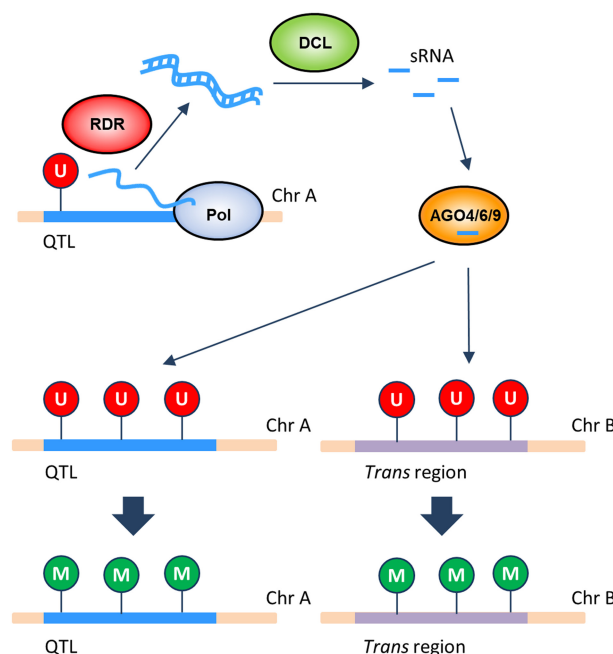 DCL
sRNA
RDR
U
Chr A
Pol
QTL
AGO4/6/9
U U U
Chr A
QTL
U U U
Chr B
Trans region
M M M
Chr A
QTL
M M M
Chr B
Trans region